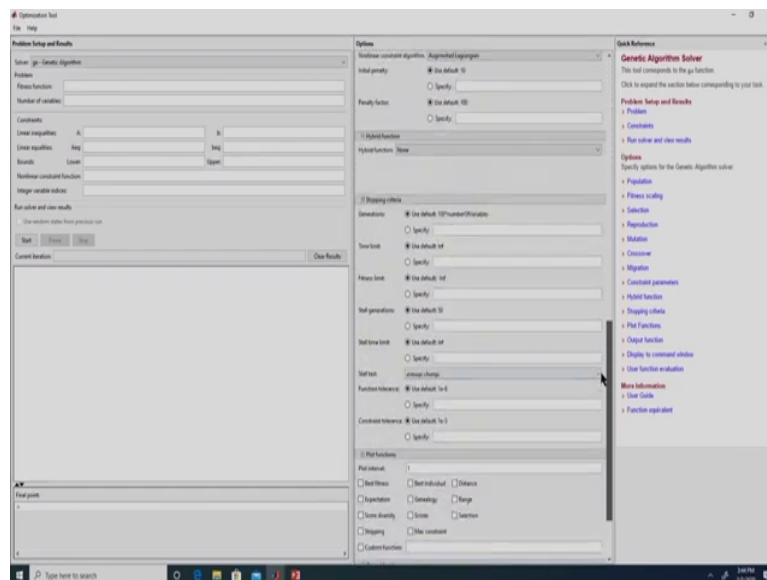 Optimization Tool
File Help
Problem Setup and Results
Solver: ga - Genetic Algorithm
Problem
Fitness function:
Number of variables:
Constraints:
Linear inequalities: A: b:
Linear equalities: Aeq: beq:
Bounds: Lower: Upper:
Nonlinear constraint function:
Integer variable indices:
Run solver and view results
Use random states from previous run
Start Pause Stop
Current iteration: Clear Results
Final point:
Options
Nonlinear constraint algorithm: Augmented Lagrangian
Initial penalty: Use default: 10
Specify:
Penalty factor: Use default: 100
Specify:
Hybrid function
Hybrid function: None
Stopping criteria
Generations: Use default: 100*numberOfVariables
Specify:
Time limit: Use default: Inf
Specify:
Fitness limit: Use default: -Inf
Specify:
Stall generations: Use default: 50
Specify:
Stall time limit: Use default: Inf
Specify:
Stall test: average change
Function tolerance: Use default: 1e-6
Specify:
Constraint tolerance: Use default: 1e-3
Specify:
Plot functions
Plot interval: 1
Best fitness Best individual Distance
Expectation Genealogy Range
Score diversity Scores Selection
Stopping Max constraint
Custom function:
Quick Reference
Genetic Algorithm Solver
This tool corresponds to the ga function.
Click to expand the section below corresponding to your task.
Problem Setup and Results
Problem
Constraints
Run solver and view results
Options
Specify options for the Genetic Algorithm solver.
Population
Fitness scaling
Selection
Reproduction
Mutation
Crossover
Migration
Constraint parameters
Hybrid function
Stopping criteria
Plot Functions
Output function
Display to command window
User function evaluation
More Information
User Guide
Function equivalent
Type here to search